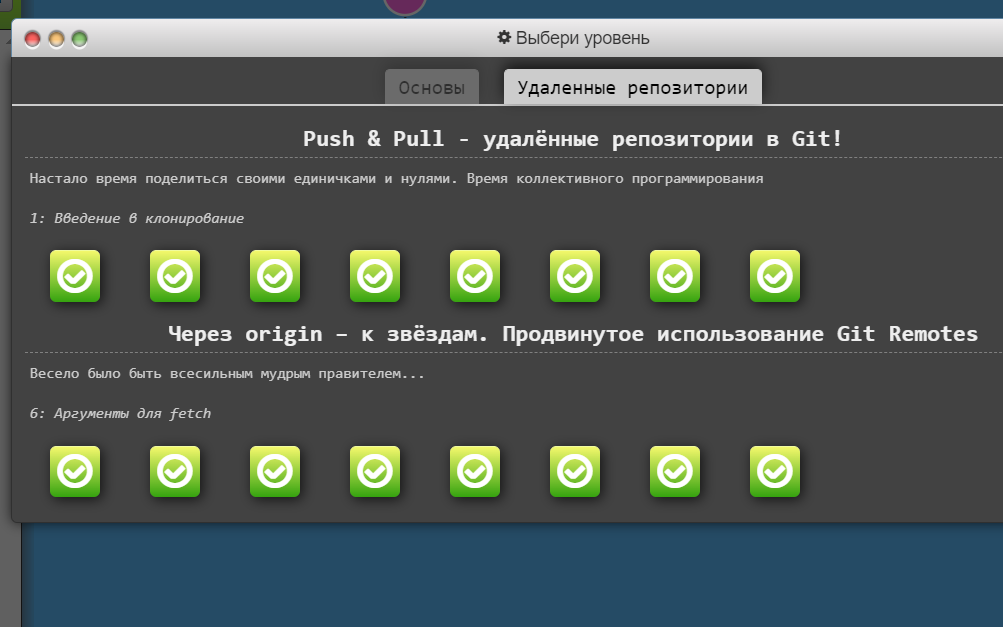 Выбери уровень
Основы
Удаленные репозитории
Push & Pull - удалённые репозитории в Git!
Настало время поделиться своими единичками и нулями. Время коллективного программирования
1: Введение в клонирование
Через origin – к звёздам. Продвинутое использование Git Remotes
Весело было быть всесильным мудрым правителем...
6: Аргументы для fetch